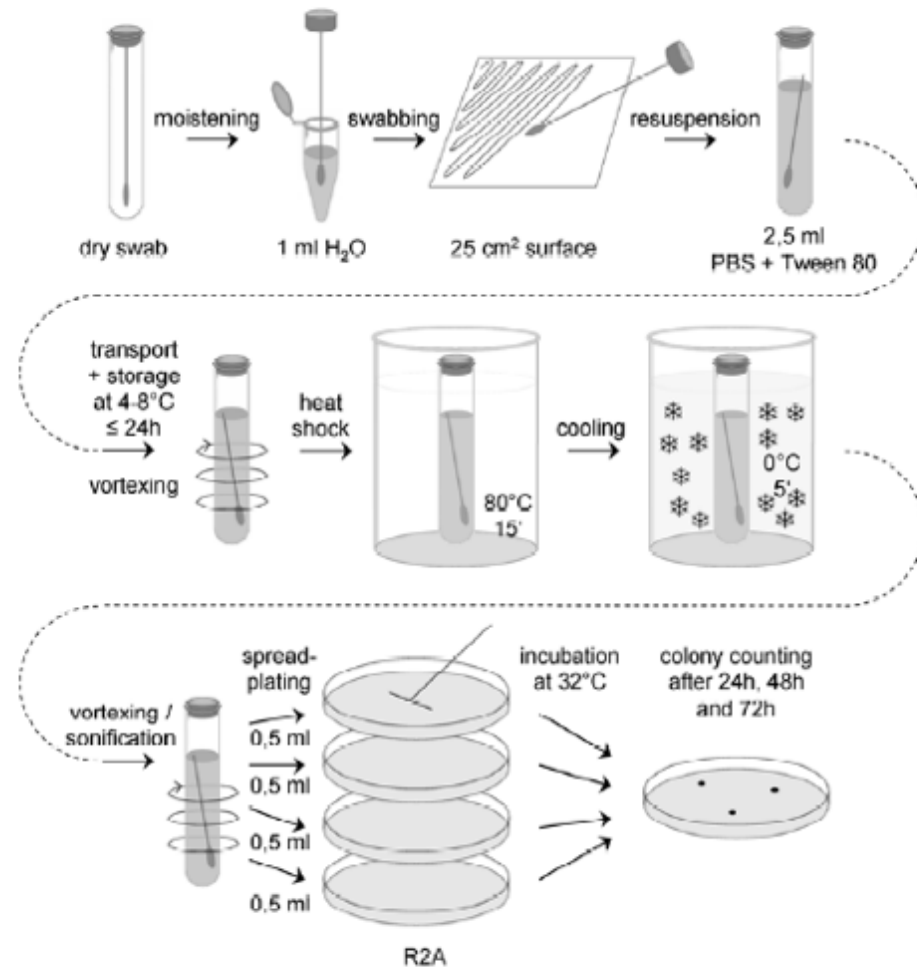 moistening
swabbing
resuspension
dry swab
1 ml H₂O
25 cm² surface
2,5 ml
PBS + Tween 80
transport
+ storage
at 4-8°C
≤ 24h
vortexing
heat
shock
80°C
15'
cooling
0°C
5'
vortexing /
sonification
spread-
plating
0,5 ml
0,5 ml
0,5 ml
0,5 ml
R2A
incubation
at 32°C
colony counting
after 24h, 48h
and 72h